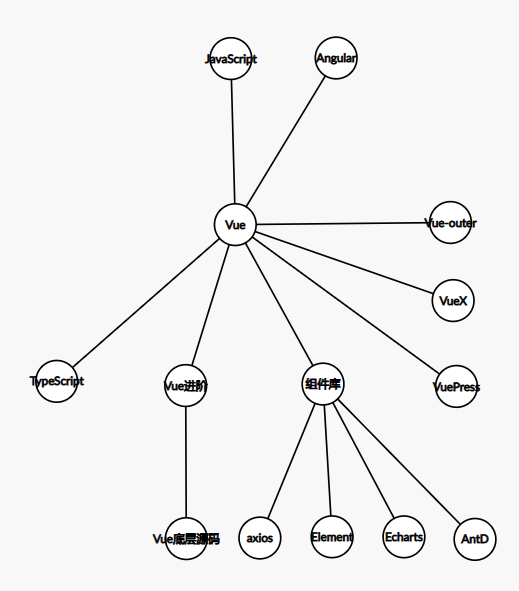 JavaScript
Angular
Vue
Vue-outer
VueX
TypeScript
Vue进阶
组件库
VuePress
Vue底层源码
axios
Element
Echarts
AntD